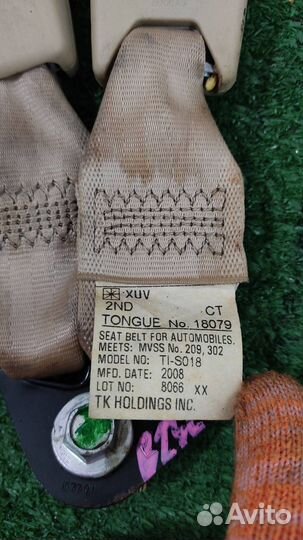 XUV
2ND CT
TONGUE No. 18079
SEAT BELT FOR AUTOMOBILES.
MEETS: MVSS No. 209, 302
MODEL NO: TI-S018
MFD. DATE: 2008
LOT NO: 8066 XX
TK HOLDINGS INC.
Avito